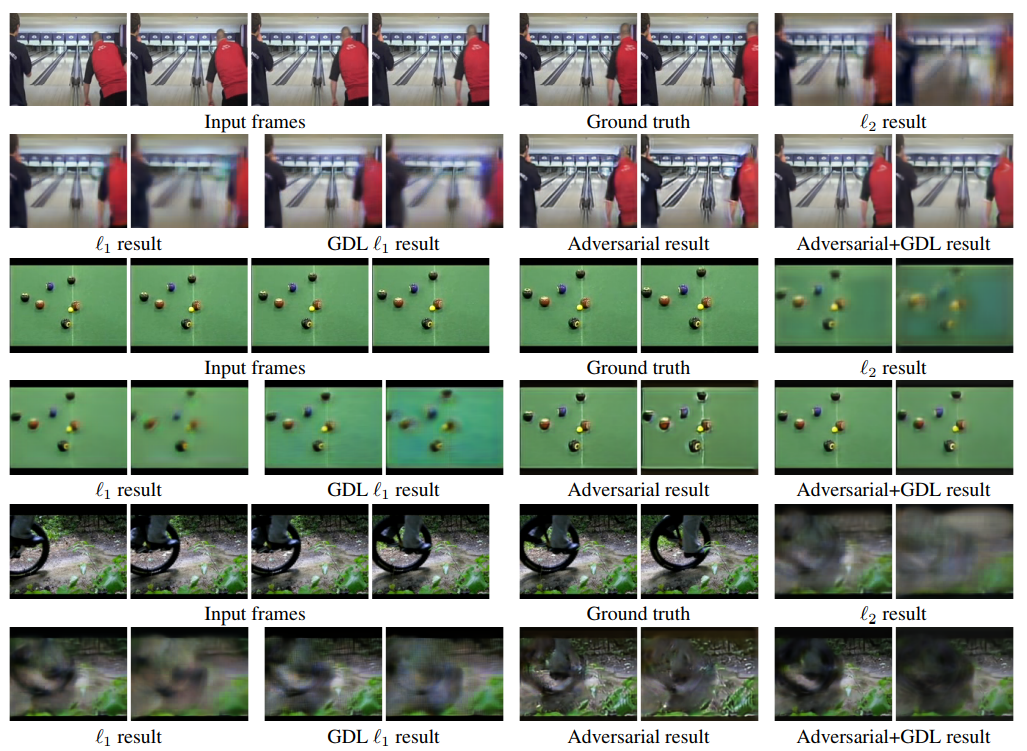 Input frames
Ground truth
ℓ₂ result
ℓ₁ result
GDL ℓ₁ result
Adversarial result
Adversarial+GDL result
Input frames
Ground truth
ℓ₂ result
ℓ₁ result
GDL ℓ₁ result
Adversarial result
Adversarial+GDL result
Input frames
Ground truth
ℓ₂ result
ℓ₁ result
GDL ℓ₁ result
Adversarial result
Adversarial+GDL result